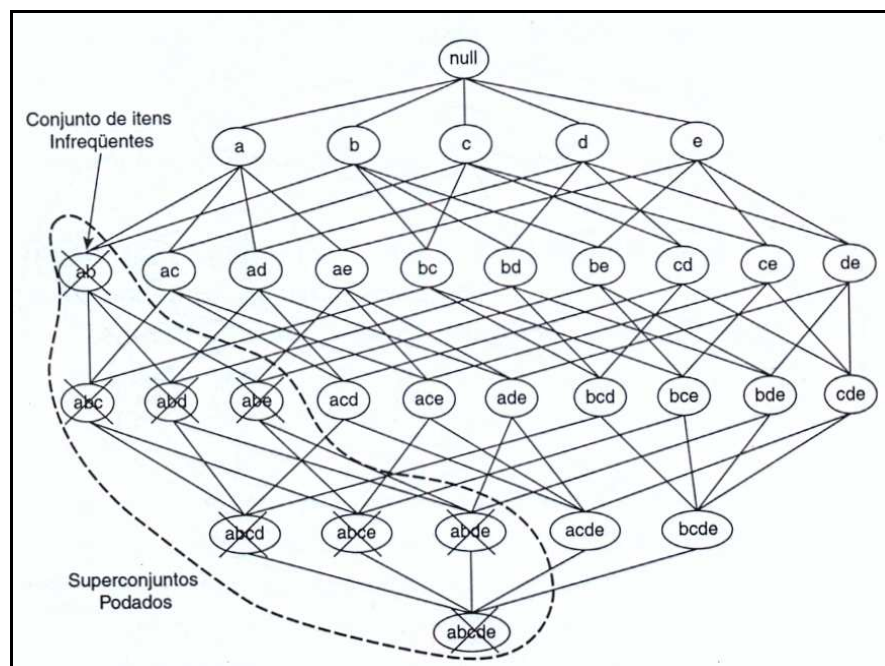 null
Conjunto de itens
Infreqüentes
a b c d e
ab ac ad ae bc bd be cd ce de
abc abd abe acd ace ade bcd bce bde cde
abcd abce abde acde bcde
Superconjuntos
Podados
abcde